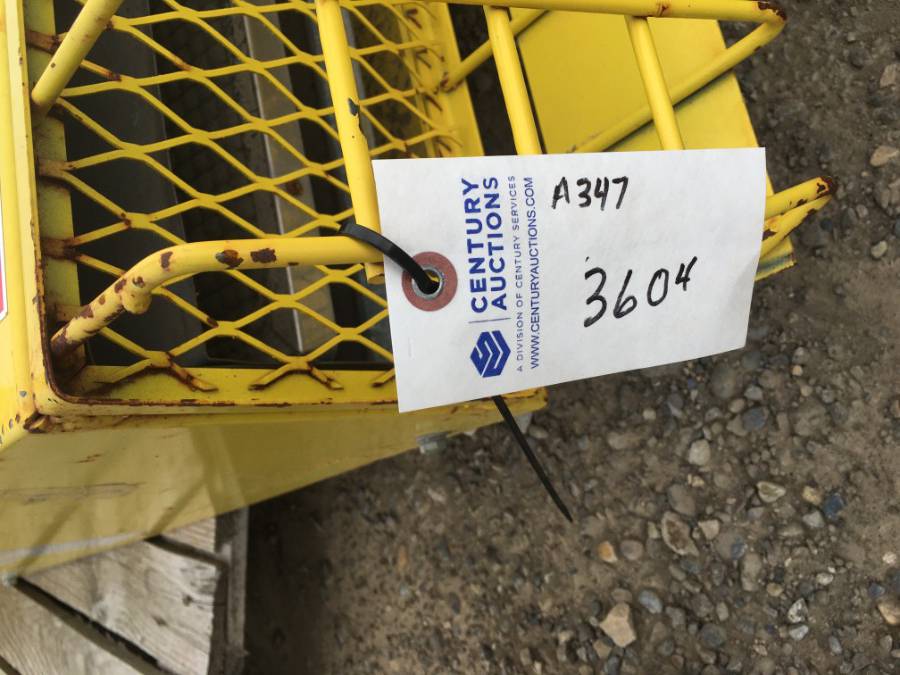 CENTURY
AUCTIONS
A DIVISION OF CENTURY SERVICES
WWW.CENTURYAUCTIONS.COM
A347
3604